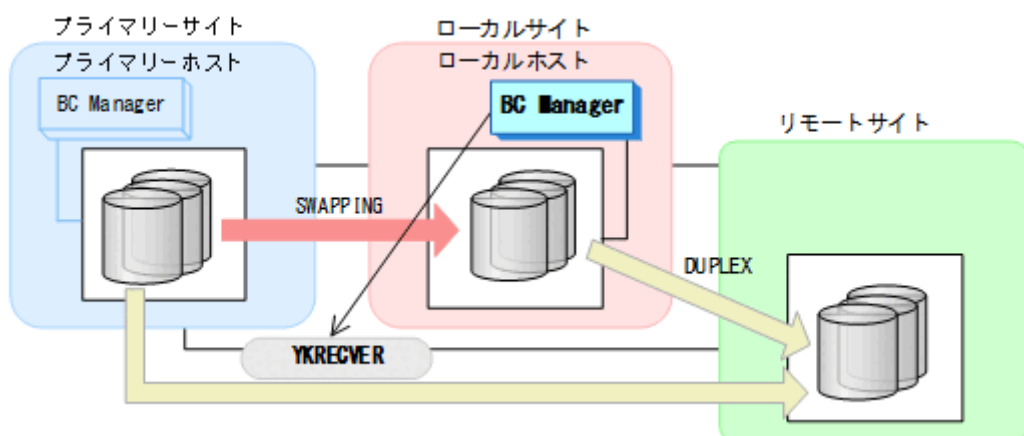 プライマリーサイト
プライマリーホスト
BC Manager
ローカルサイト
ローカルホスト
BC Manager
リモートサイト
SWAPPING
DUPLEX
YKRECVER